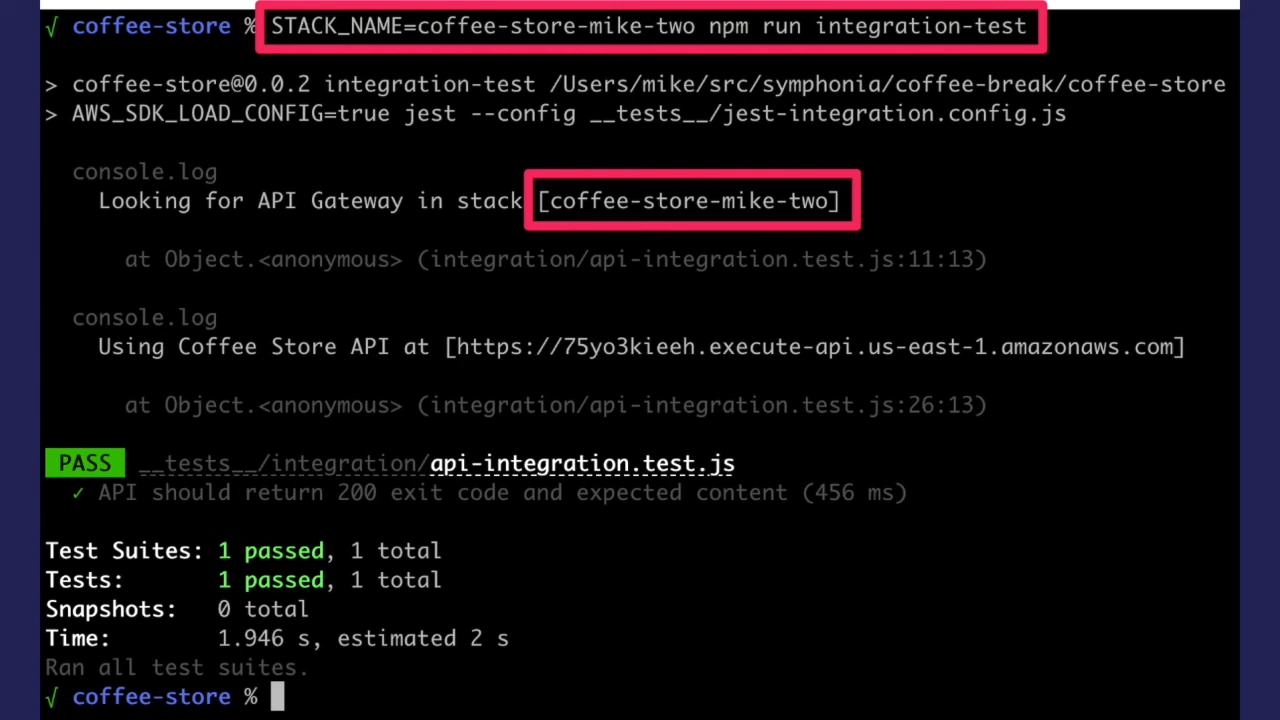 √ coffee-store % STACK_NAME=coffee-store-mike-two npm run integration-test
> coffee-store@0.0.2 integration-test /Users/mike/src/symphonia/coffee-break/coffee-store
> AWS_SDK_LOAD_CONFIG=true jest --config __tests__/jest-integration.config.js
console.log
Looking for API Gateway in stack [coffee-store-mike-two]
at Object.<anonymous> (integration/api-integration.test.js:11:13)
console.log
Using Coffee Store API at [https://75yo3kieeh.execute-api.us-east-1.amazonaws.com]
at Object.<anonymous> (integration/api-integration.test.js:26:13)
PASS __tests__/integration/api-integration.test.js
✓ API should return 200 exit code and expected content (456 ms)
Test Suites: 1 passed, 1 total
Tests: 1 passed, 1 total
Snapshots: 0 total
Time: 1.946 s, estimated 2 s
Ran all test suites.
√ coffee-store %